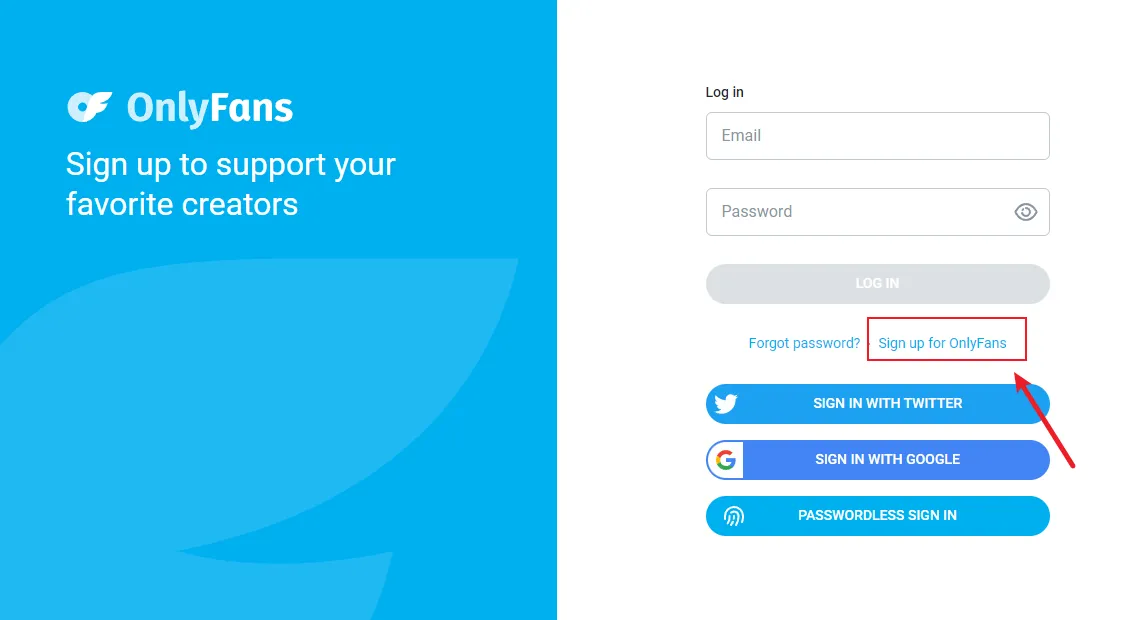 OnlyFans
Sign up to support your
favorite creators
Log in
Email
Password
LOG IN
Forgot password? Sign up for OnlyFans
SIGN IN WITH TWITTER
SIGN IN WITH GOOGLE
PASSWORDLESS SIGN IN